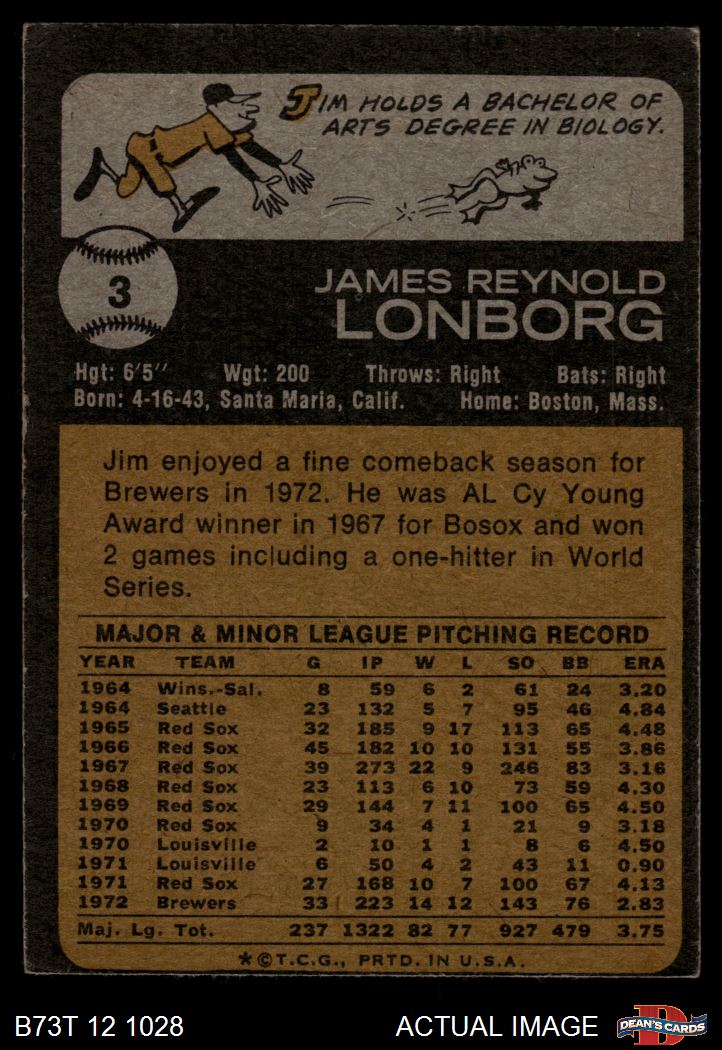 JIM HOLDS A BACHELOR OF
ARTS DEGREE IN BIOLOGY.
3
JAMES REYNOLD
LONBORG
Hgt: 6'5" Wgt: 200 Throws: Right Bats: Right
Born: 4-16-43, Santa Maria, Calif. Home: Boston, Mass.
Jim enjoyed a fine comeback season for
Brewers in 1972. He was AL Cy Young
Award winner in 1967 for Bosox and won
2 games including a one-hitter in World
Series.
MAJOR & MINOR LEAGUE PITCHING RECORD
YEAR TEAM G IP W L SO BB ERA
1964 Wins.-Sal. 8 59 6 2 61 24 3.20
1964 Seattle 23 132 5 7 95 46 4.84
1965 Red Sox 32 185 9 17 113 65 4.48
1966 Red Sox 45 182 10 10 131 55 3.86
1967 Red Sox 39 273 22 9 246 83 3.16
1968 Red Sox 23 113 6 10 73 59 4.30
1969 Red Sox 29 144 7 11 100 65 4.50
1970 Red Sox 9 34 4 1 21 9 3.18
1970 Louisville 2 10 1 1 8 6 4.50
1971 Louisville 6 50 4 2 43 11 0.90
1971 Red Sox 27 168 10 7 100 67 4.13
1972 Brewers 33 223 14 12 143 76 2.83
Maj. Lg. Tot. 237 1322 82 77 927 479 3.75
*©T.C.G., PRTD. IN U.S.A.
B73T 12 1028 ACTUAL IMAGE
D
DEAN'S CARDS